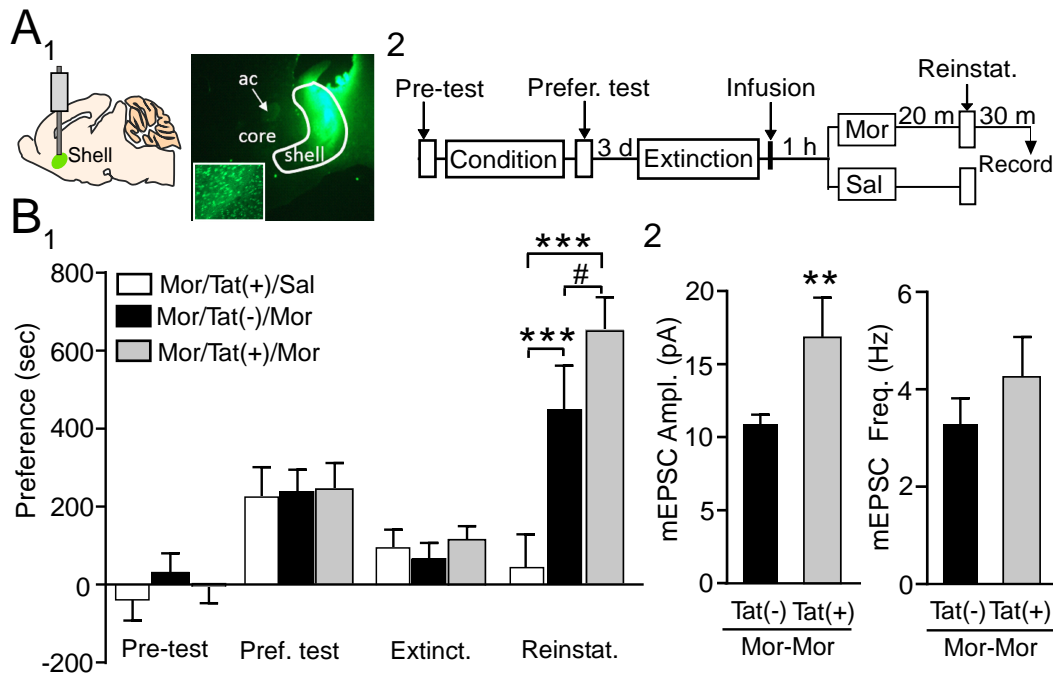 A
1
Shell
ac
core
shell
2
Pre-test
Prefer. test
Infusion
Reinstat.
Condition
3 d
Extinction
1 h
Mor
20 m
30 m
Sal
Record
B
1
Preference (sec)
800
600
400
200
0
-200
Mor/Tat(+)/Sal
Mor/Tat(-)/Mor
Mor/Tat(+)/Mor
***
#
***
Pre-test
Pref. test
Extinct.
Reinstat.
2
mEPSC Ampl. (pA)
20
15
10
5
0
**
Tat(-) Tat(+)
Mor-Mor
mEPSC Freq. (Hz)
6
4
2
0
Tat(-) Tat(+)
Mor-Mor